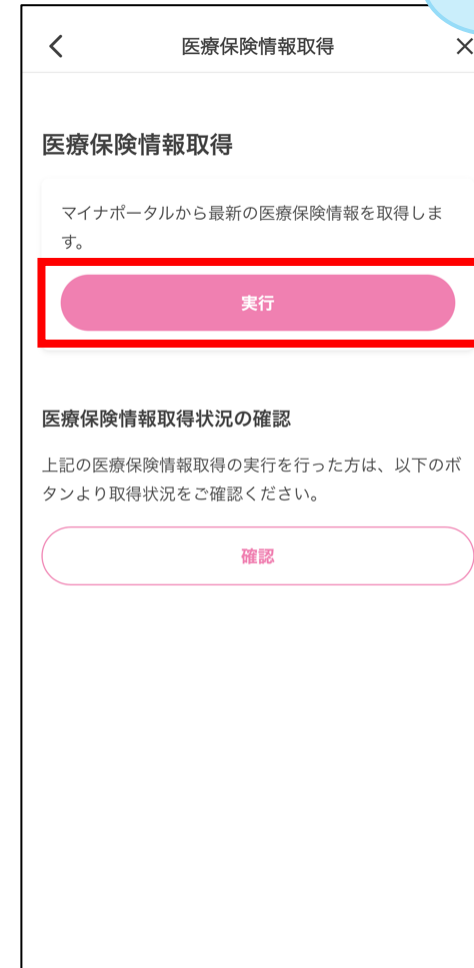 医療保険情報取得
医療保険情報取得
マイナポータルから最新の医療保険情報を取得しま
す。
実行
医療保険情報取得状況の確認
上記の医療保険情報取得の実行を行った方は、以下のボ
タンより取得状況をご確認ください。
確認